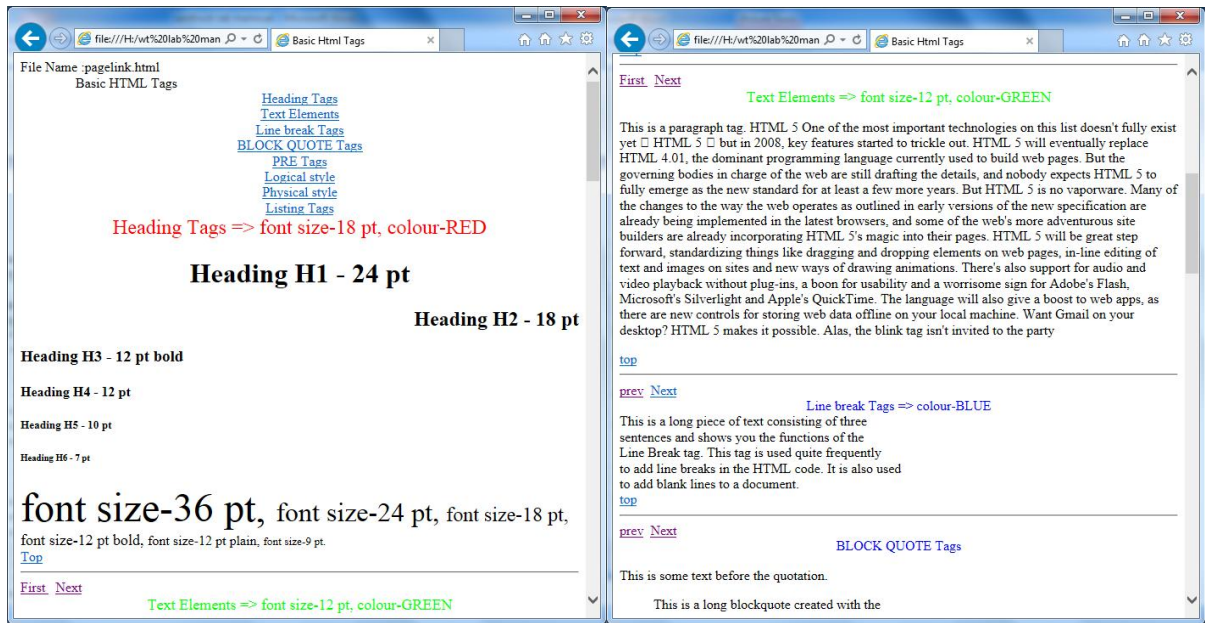 file:///H:/wt%20lab%20man
Basic Html Tags
File Name :pagelink.html
Basic HTML Tags
Heading Tags
Text Elements
Line break Tags
BLOCK QUOTE Tags
PRE Tags
Logical style
Physical style
Listing Tags
Heading Tags => font size-18 pt, colour-RED
Heading H1 - 24 pt
Heading H2 - 18 pt
Heading H3 - 12 pt bold
Heading H4 - 12 pt
Heading H5 - 10 pt
Heading H6 - 7 pt
font size-36 pt, font size-24 pt, font size-18 pt,
font size-12 pt bold, font size-12 pt plain, font size-9 pt.
Top
First Next
Text Elements => font size-12 pt, colour-GREEN
file:///H:/wt%20lab%20man
Basic Html Tags
First Next
Text Elements => font size-12 pt, colour-GREEN
This is a paragraph tag. HTML 5 One of the most important technologies on this list doesn't fully exist
yet □ HTML 5 □ but in 2008, key features started to trickle out. HTML 5 will eventually replace
HTML 4.01, the dominant programming language currently used to build web pages. But the
governing bodies in charge of the web are still drafting the details, and nobody expects HTML 5 to
fully emerge as the new standard for at least a few more years. But HTML 5 is no vaporware. Many of
the changes to the way the web operates as outlined in early versions of the new specification are
already being implemented in the latest browsers, and some of the web's more adventurous site
builders are already incorporating HTML 5's magic into their pages. HTML 5 will be great step
forward, standardizing things like dragging and dropping elements on web pages, in-line editing of
text and images on sites and new ways of drawing animations. There's also support for audio and
video playback without plug-ins, a boon for usability and a worrisome sign for Adobe's Flash,
Microsoft's Silverlight and Apple's QuickTime. The language will also give a boost to web apps, as
there are new controls for storing web data offline on your local machine. Want Gmail on your
desktop? HTML 5 makes it possible. Alas, the blink tag isn't invited to the party
top
prev Next
Line break Tags => colour-BLUE
This is a long piece of text consisting of three
sentences and shows you the functions of the
Line Break tag. This tag is used quite frequently
to add line breaks in the HTML code. It is also used
to add blank lines to a document.
top
prev Next
BLOCK QUOTE Tags
This is some text before the quotation.
This is a long blockquote created with the